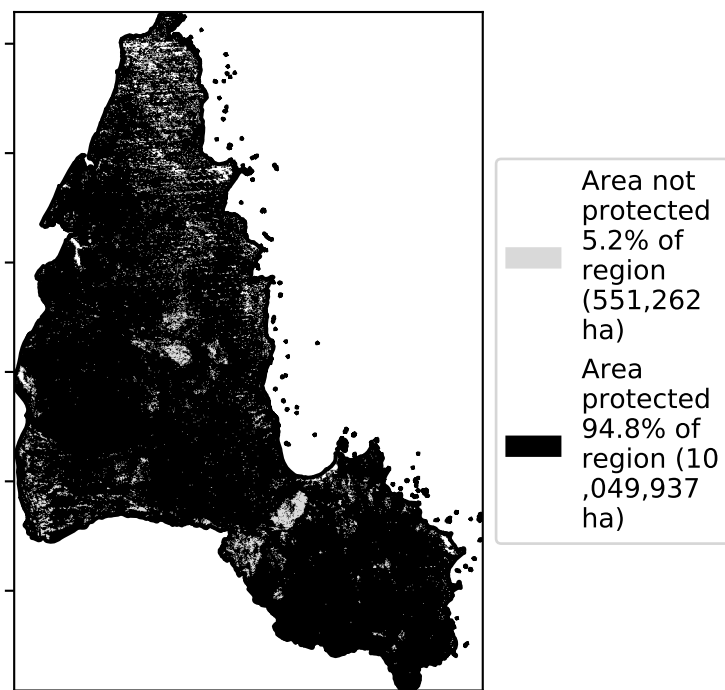 Area not
protected
5.2% of
region
(551,262
ha)
Area
protected
94.8% of
region (10
,049,937
ha)